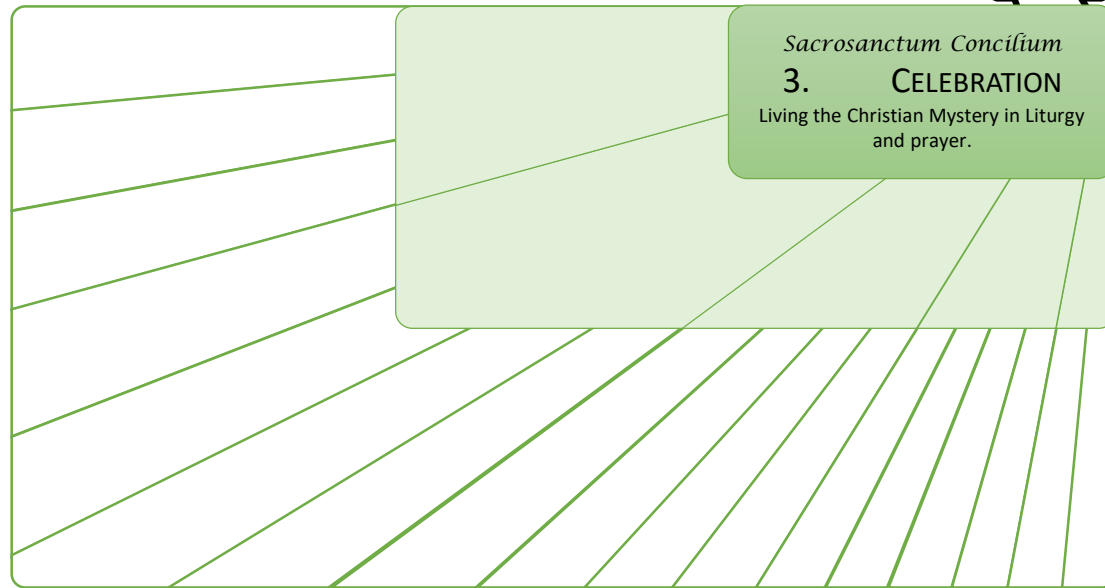 Sacrosanctum Concilium
3. CELEBRATION
Living the Christian Mystery in Liturgy
and prayer.